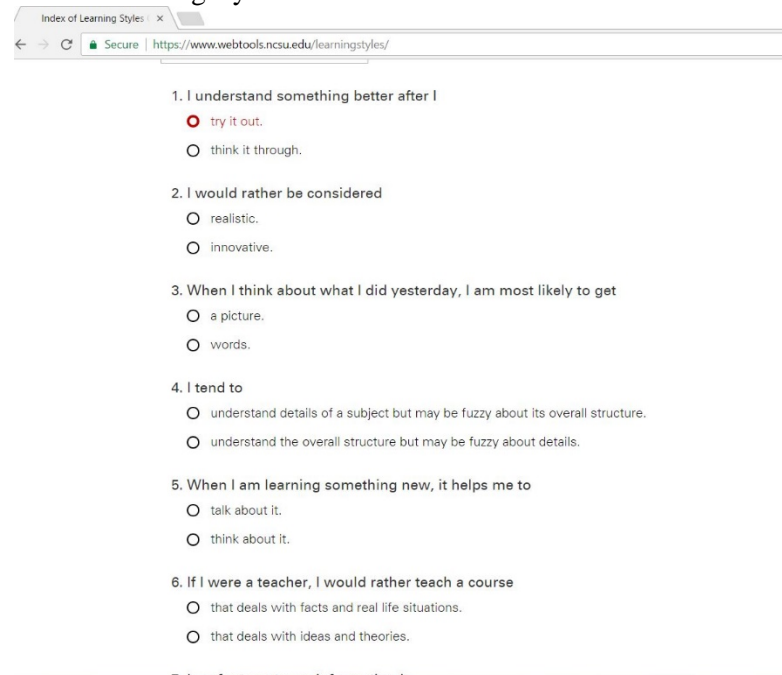 Index of Learning Styles
Secure | https://www.webtools.ncsu.edu/learningstyles/
1. I understand something better after I
try it out.
think it through.
2. I would rather be considered
realistic.
innovative.
3. When I think about what I did yesterday, I am most likely to get
a picture.
words.
4. I tend to
understand details of a subject but may be fuzzy about its overall structure.
understand the overall structure but may be fuzzy about details.
5. When I am learning something new, it helps me to
talk about it.
think about it.
6. If I were a teacher, I would rather teach a course
that deals with facts and real life situations.
that deals with ideas and theories.